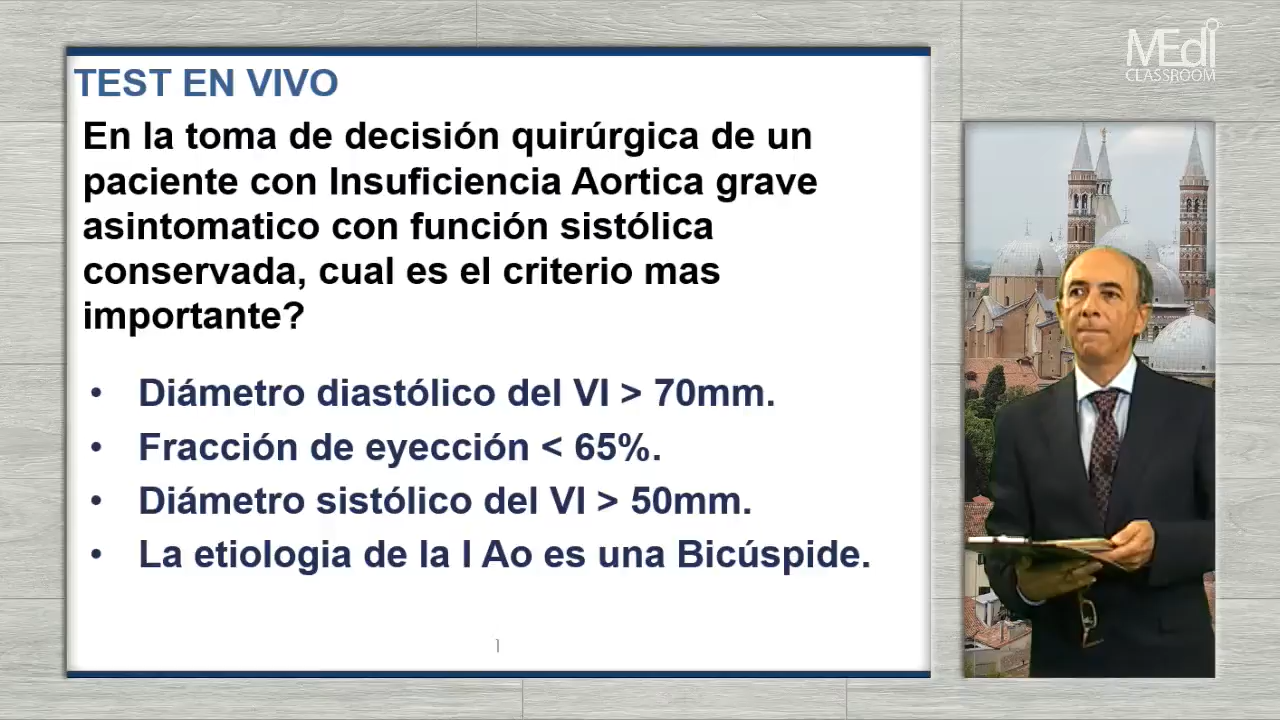 MEdi
CLASSROOM
TEST EN VIVO
En la toma de decisión quirúrgica de un
paciente con Insuficiencia Aortica grave
asintomatico con función sistólica
conservada, cual es el criterio mas
importante?
• Diámetro diastólico del VI > 70mm.
• Fracción de eyección < 65%.
• Diámetro sistólico del VI > 50mm.
• La etiologia de la I Ao es una Bicúspide.
1